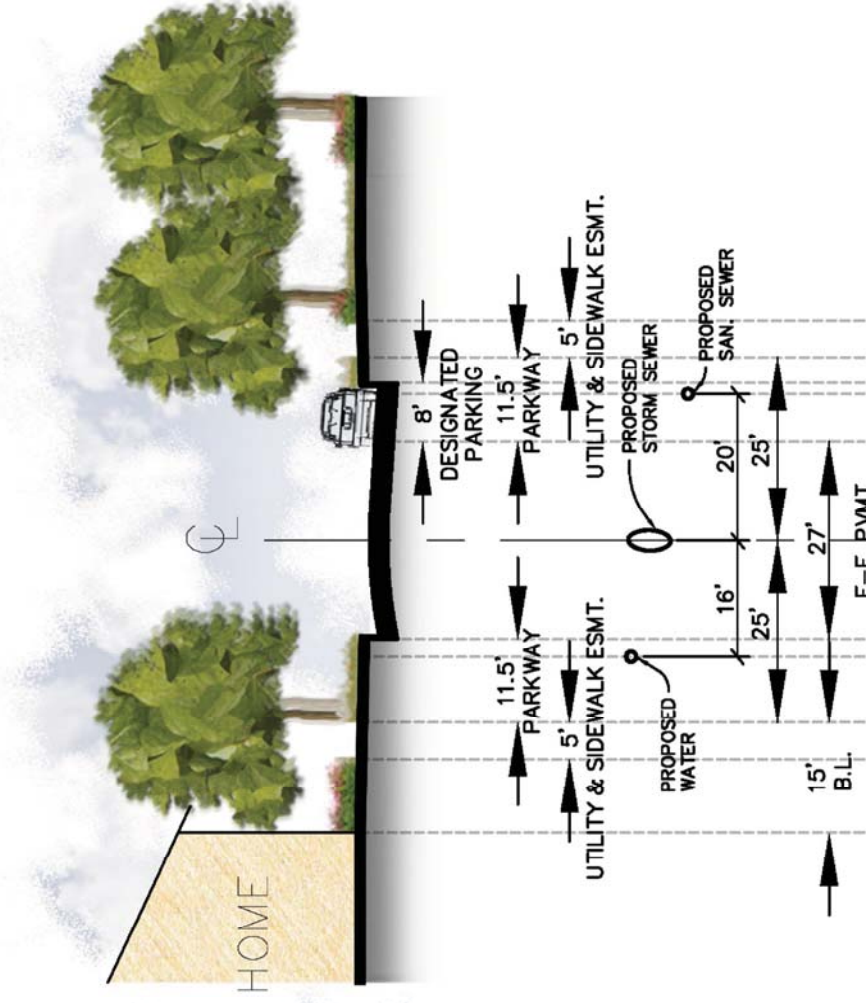 HOME
CL
8'
DESIGNATED
PARKING
11.5'
PARKWAY
11.5'
PARKWAY
5'
UTILITY & SIDEWALK ESMT.
5'
UTILITY & SIDEWALK ESMT.
PROPOSED
WATER
PROPOSED
STORM SEWER
PROPOSED
SAN. SEWER
16'
20'
25'
25'
15'
B.L.
27'